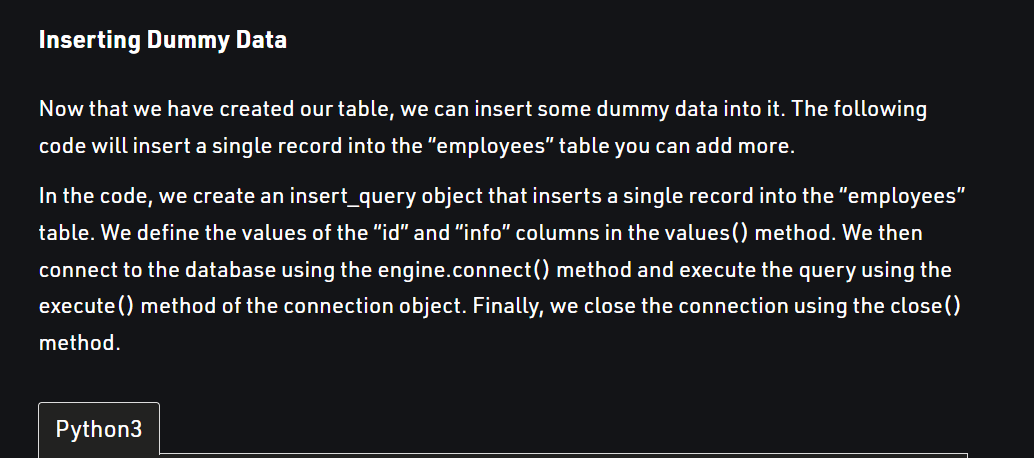 Inserting Dummy Data
Now that we have created our table, we can insert some dummy data into it. The following
code will insert a single record into the “employees” table you can add more.
In the code, we create an insert_query object that inserts a single record into the “employees”
table. We define the values of the “id” and “info” columns in the values() method. We then
connect to the database using the engine.connect() method and execute the query using the
execute() method of the connection object. Finally, we close the connection using the close()
method.
Python3